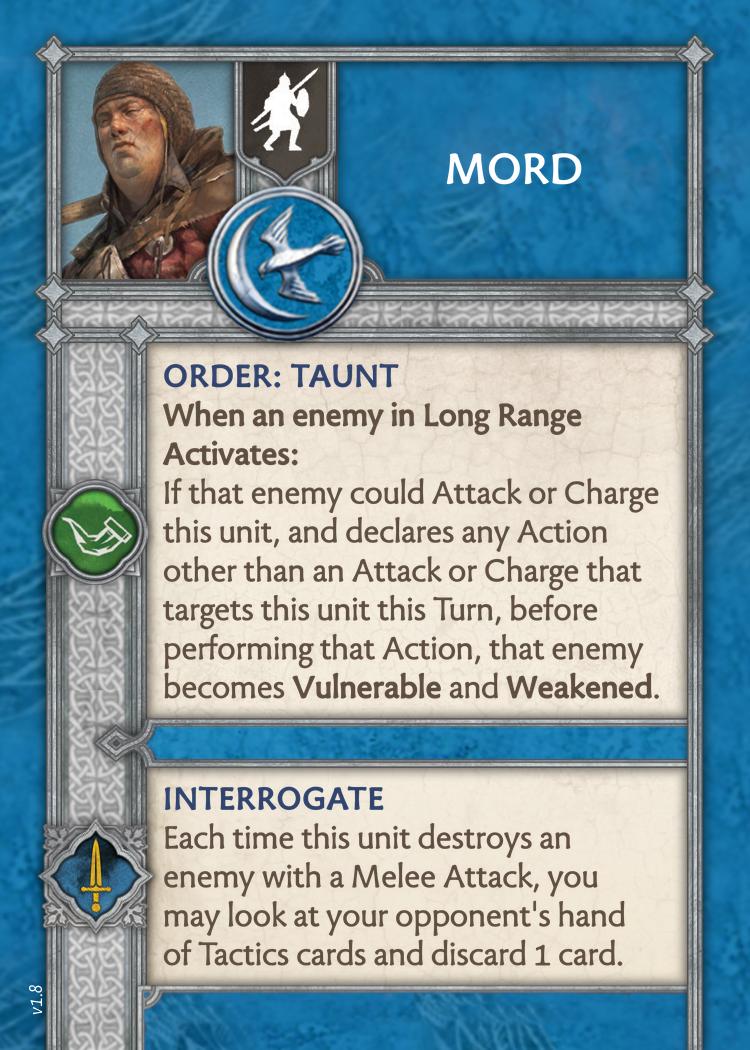 MORD
ORDER: TAUNT
When an enemy in Long Range
Activates:
If that enemy could Attack or Charge
this unit, and declares any Action
other than an Attack or Charge that
targets this unit this Turn, before
performing that Action, that enemy
becomes Vulnerable and Weakened.
INTERROGATE
Each time this unit destroys an
enemy with a Melee Attack, you
may look at your opponent's hand
of Tactics cards and discard 1 card.
v1.8